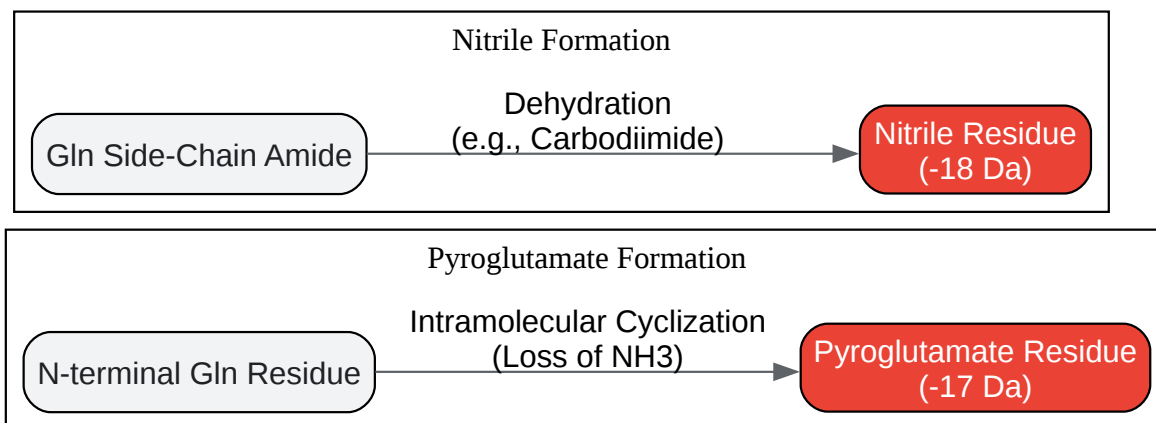 Nitrile Formation
Gln Side-Chain Amide
Dehydration
(e.g., Carbodiimide)
Nitrile Residue
(-18 Da)
Pyroglutamate Formation
N-terminal Gln Residue
Intramolecular Cyclization
(Loss of NH3)
Pyroglutamate Residue
(-17 Da)